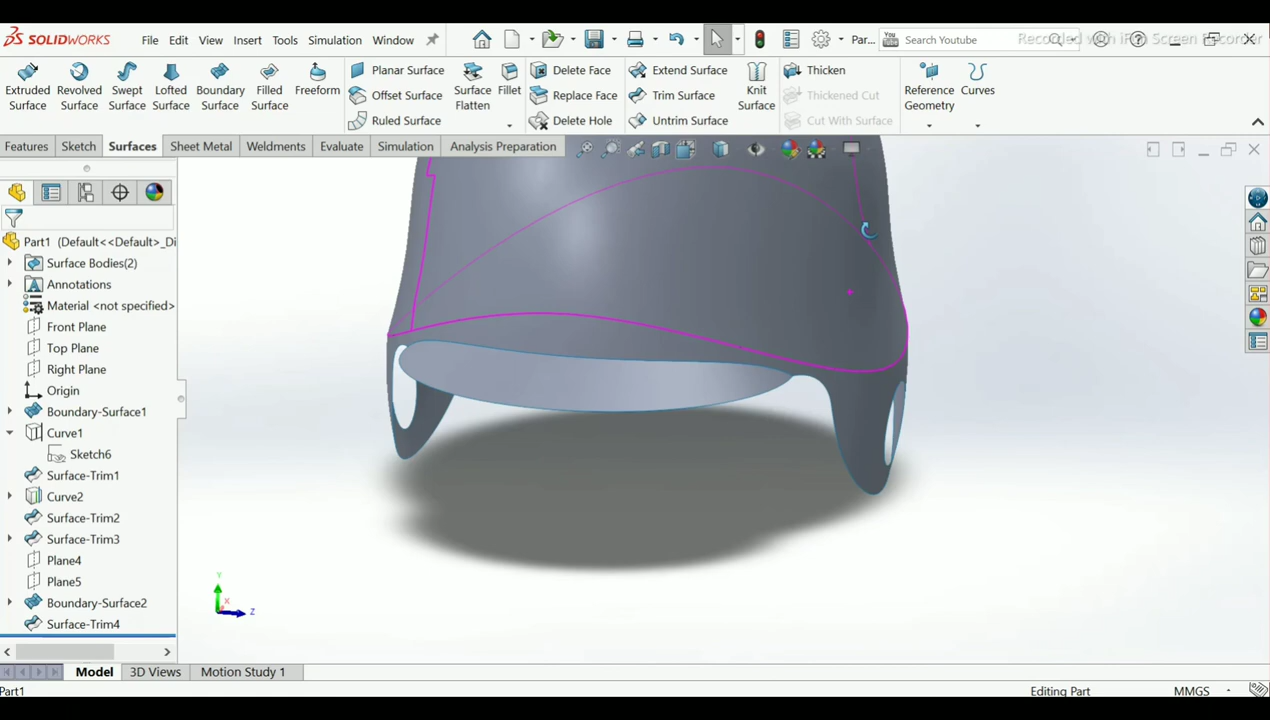 SOLIDWORKS File Edit View Insert Tools Simulation Window Par... Search Youtube Recorded with iFun Screen Recorder
Extruded Surface
Revolved Surface
Swept Surface
Lofted Surface
Boundary Surface
Filled Surface
Freeform
Planar Surface
Offset Surface
Ruled Surface
Surface Flatten
Fillet
Delete Face
Replace Face
Delete Hole
Extend Surface
Trim Surface
Untrim Surface
Knit Surface
Thicken
Thickened Cut
Cut With Surface
Reference Geometry
Curves
Features Sketch Surfaces Sheet Metal Weldments Evaluate Simulation Analysis Preparation
Part1 (Default<<Default>_Di
Surface Bodies(2)
Annotations
Material <not specified>
Front Plane
Top Plane
Right Plane
Origin
Boundary-Surface1
Curve1
Sketch6
Surface-Trim1
Curve2
Surface-Trim2
Surface-Trim3
Plane4
Plane5
Boundary-Surface2
Surface-Trim4
Y
X
Z
Model 3D Views Motion Study 1
Part1 Editing Part MMGS